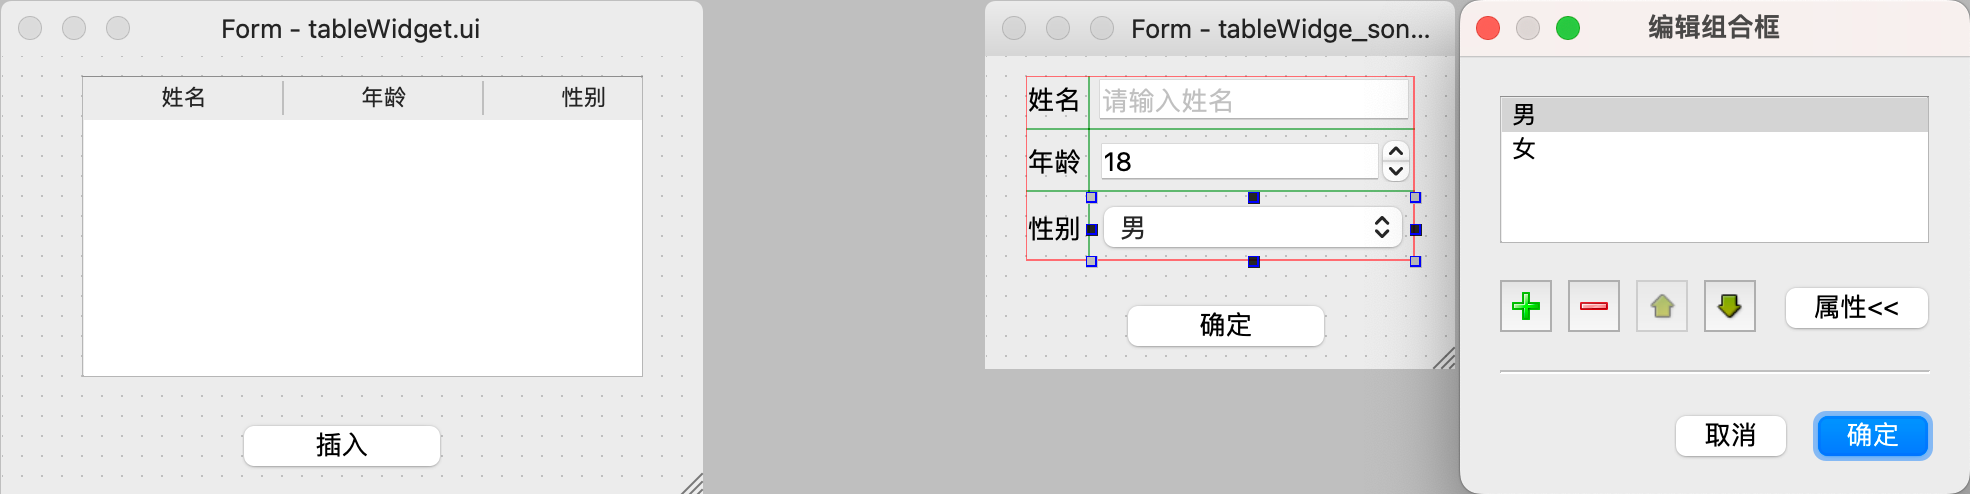 Form - tableWidget.ui
姓名 年龄 性别
插入
Form - tableWidge_son...
姓名 请输入姓名
年龄 18
性别 男
确定
编辑组合框
男
女
属性<<
取消 确定